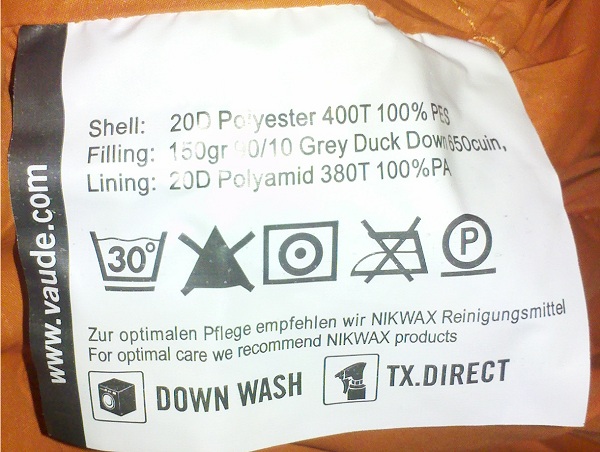 Shell: 20D Polyester 400T 100% PES
Filling: 150gr 90/10 Grey Duck Down 650cuin,
Lining: 20D Polyamid 380T 100%PA
www.vaude.com
30°
P
Zur optimalen Pflege empfehlen wir NIKWAX Reinigungsmittel
For optimal care we recommend NIKWAX products
DOWN WASH
TX.DIRECT